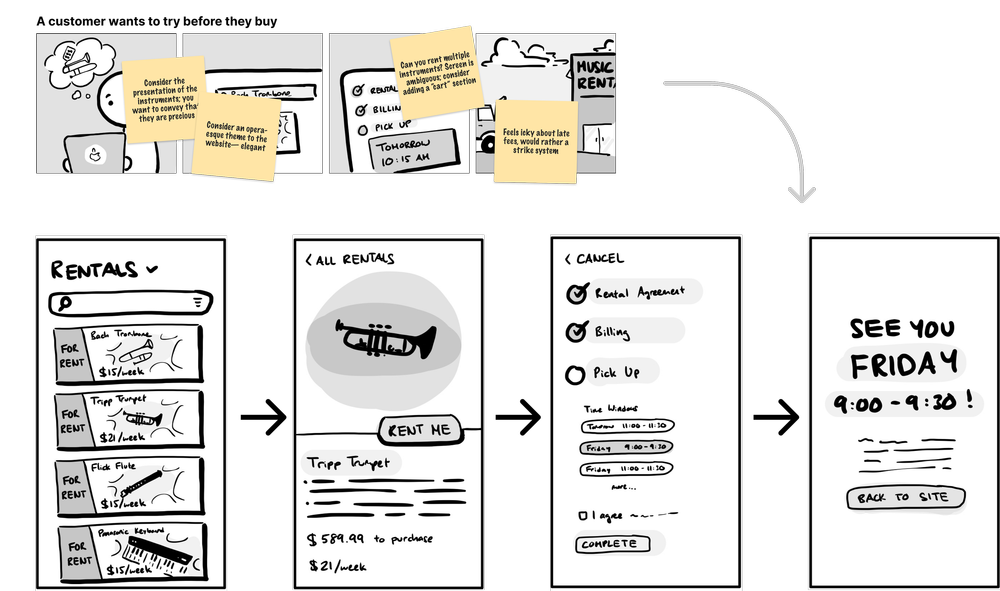 A customer wants to try before they buy
Consider the
presentation of the
instruments; you
want to convey that
they are precious
Bach Trombone
Consider an opera-
esque theme to the
website— elegant
RENTAL
BILLIN
PICK UP
TOMORROW
10:15 AM
Can you rent multiple
instruments? Screen is
ambiguous; consider
adding a "cart" section
MUSIC
RENT
Feels icky about late
fees, would rather a
strike system
RENTALS
FOR
RENT
Bach Trombone
$15/week
FOR
RENT
Tripp Trumpet
$21/week
FOR
RENT
Flick Flute
$15/week
FOR
RENT
Panasonic Keyboard
$15/week
< ALL RENTALS
RENT ME
Tripp Trumpet
$589.99 to purchase
$21/week
< CANCEL
Rental Agreement
Billing
Pick Up
Time Windows
Tomorrow 11:00-11:30
Friday 9:00-9:30
Friday 11:00-11:30
more...
I agree
COMPLETE
SEE YOU
FRIDAY
9:00-9:30!
BACK TO SITE